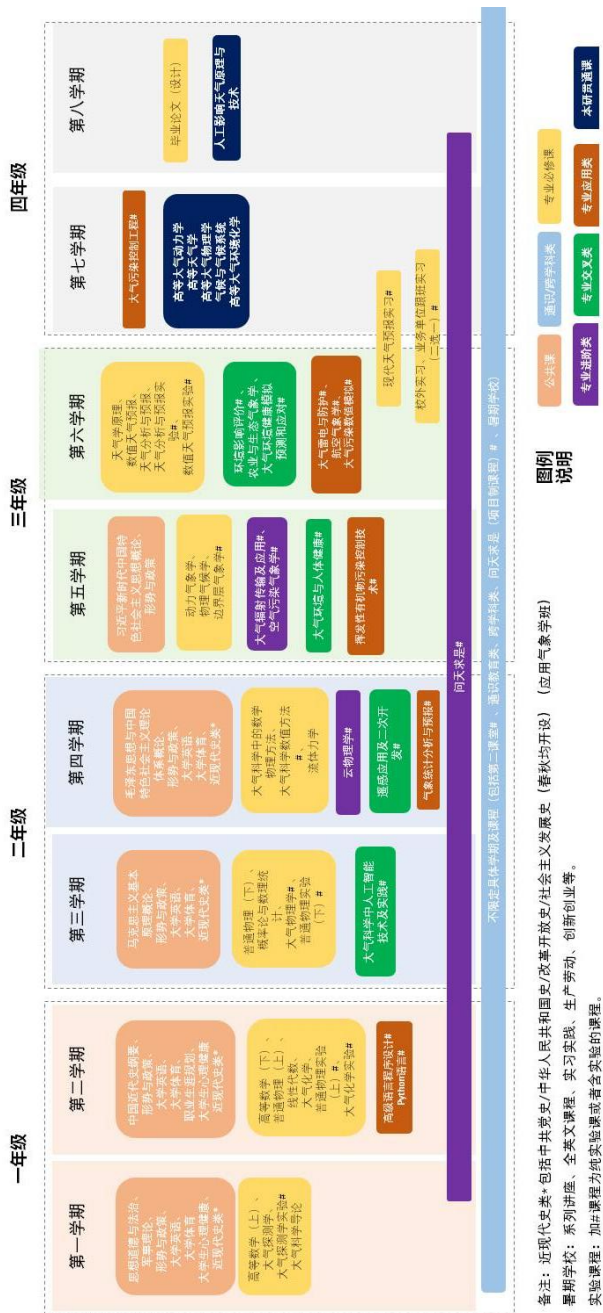 一年级
二年级
三年级
四年级
第一学期
第二学期
第三学期
第四学期
第五学期
第六学期
第七学期
第八学期
思想道德与法治、
军事理论、
形势与政策、
大学英语、
大学体育、
大学生心理健康、
近现代史类*
高等数学（上）、
大气探测学、
大气探测学实验#
大气科学导论
中国近代史纲要、
形势与政策、
大学英语、
大学体育、
职业生涯规划、
大学生心理健康
近现代史类*
高等数学（下）、
普通物理（上）、
线性代数、
大气化学、
普通物理实验
（上）#、
大气化学实验#
高级语言程序设计#
Python语言#
马克思主义基本
原理概论、
形势与政策、
大学英语、
大学体育、
近现代史类*
普通物理（下）、
概率论与数理统
计、
大气物理学#、
普通物理实验
（下）#
大气科学中人工智能
技术及实践#
毛泽东思想与中国
特色社会主义理论
体系概论、
形势与政策、
大学英语、
大学体育、
近现代史类*
大气科学中的数学
物理方法、
大气科学数值方法
#、
流体力学
云物理学#
遥感应用及二次开
发#
气象统计分析与预报#
习近平新时代中国特
色社会主义思想概论、
形势与政策
动力气象学、
物理气候学、
边界层气象学#
大气辐射传输及应用#、
空气污染气象学#
大气环境与人体健康#
挥发性有机物污染控制技
术#
天气学原理、
数值天气预报、
天气分析与预报、
天气分析与预报实
验#、
数值天气预报实验#
环境影响评价#、
农业与生态气象学、
大气环境健康模拟
预测和应对#
大气雷电与防护#、
航空气象学#、
大气污染数值模拟#
大气污染控制工程#
高等大气动力学
高等天气学
高等大气物理学
气候与气候系统
高等大气环境化学
毕业论文（设计）
人工影响天气原理与
技术
现代天气预报实习#
校外实习、业务单位跟班实习
（二选一）#
问天求是#
不限定具体学期及课程（包括第二课堂#、通识教育类、跨学科类、问天求是（项目制课程）#、暑期学校）
备注：近现代史类*包括中共党史/中华人民共和国史/改革开放史/社会主义发展史（春秋均开设）（应用气象学班）
暑期学校：系列讲座、全英文课程、实习实践、生产劳动、创新创业等。
实验课程：加#课程为纯实验课或者含实验的课程。
图例
说明
公共课
通识/跨学科类
专业必修课
专业进阶类
专业交叉类
专业应用类
本研贯通课